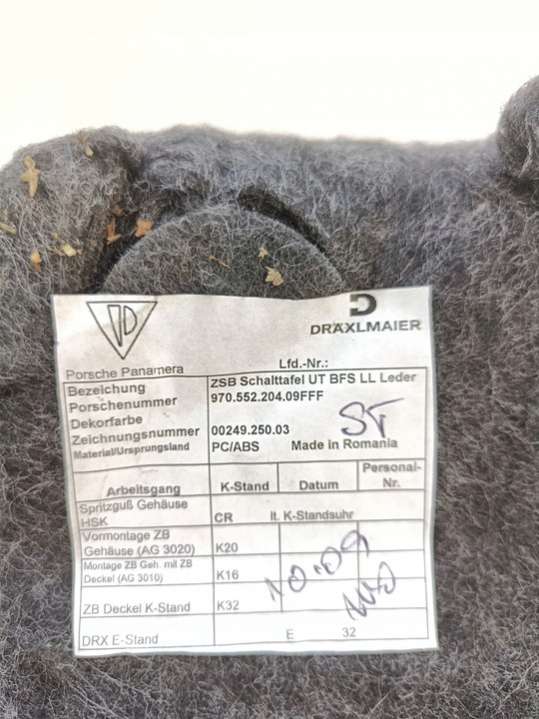 D
DRÄXLMAIER
Porsche Panamera
Lfd.-Nr.:
Bezeichung ZSB Schalttafel UT BFS LL Leder
Porschenummer 970.552.204.09FFF
Dekorfarbe
ST
Zeichnungsnummer 00249.250.03
Material/Ursprungsland PC/ABS Made in Romania
Arbeitsgang K-Stand Datum Personal-
Nr.
Spritzguß Gehäuse
HSK CR lt. K-Standsuhr
Vormontage ZB
Gehäuse (AG 3020) K20
Montage ZB Geh. mit ZB
Deckel (AG 3010) K16
10.09
ZB Deckel K-Stand K32
DRX E-Stand E 32